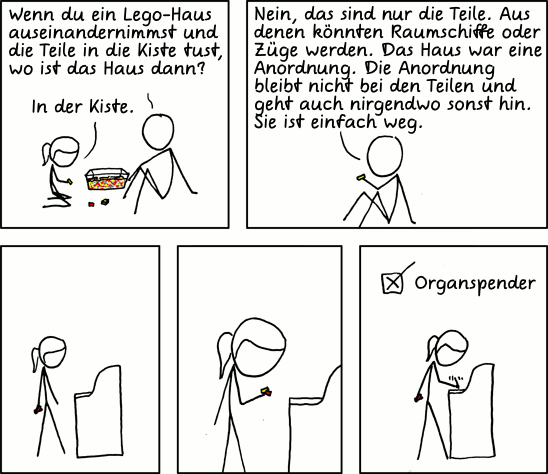 Wenn du ein Lego-Haus
auseinandernimmst und
die Teile in die Kiste tust,
wo ist das Haus dann?
In der Kiste.
Nein, das sind nur die Teile. Aus
denen könnten Raumschiffe oder
Züge werden. Das Haus war eine
Anordnung. Die Anordnung
bleibt nicht bei den Teilen und
geht auch nirgendwo sonst hin.
Sie ist einfach weg.
Organspender